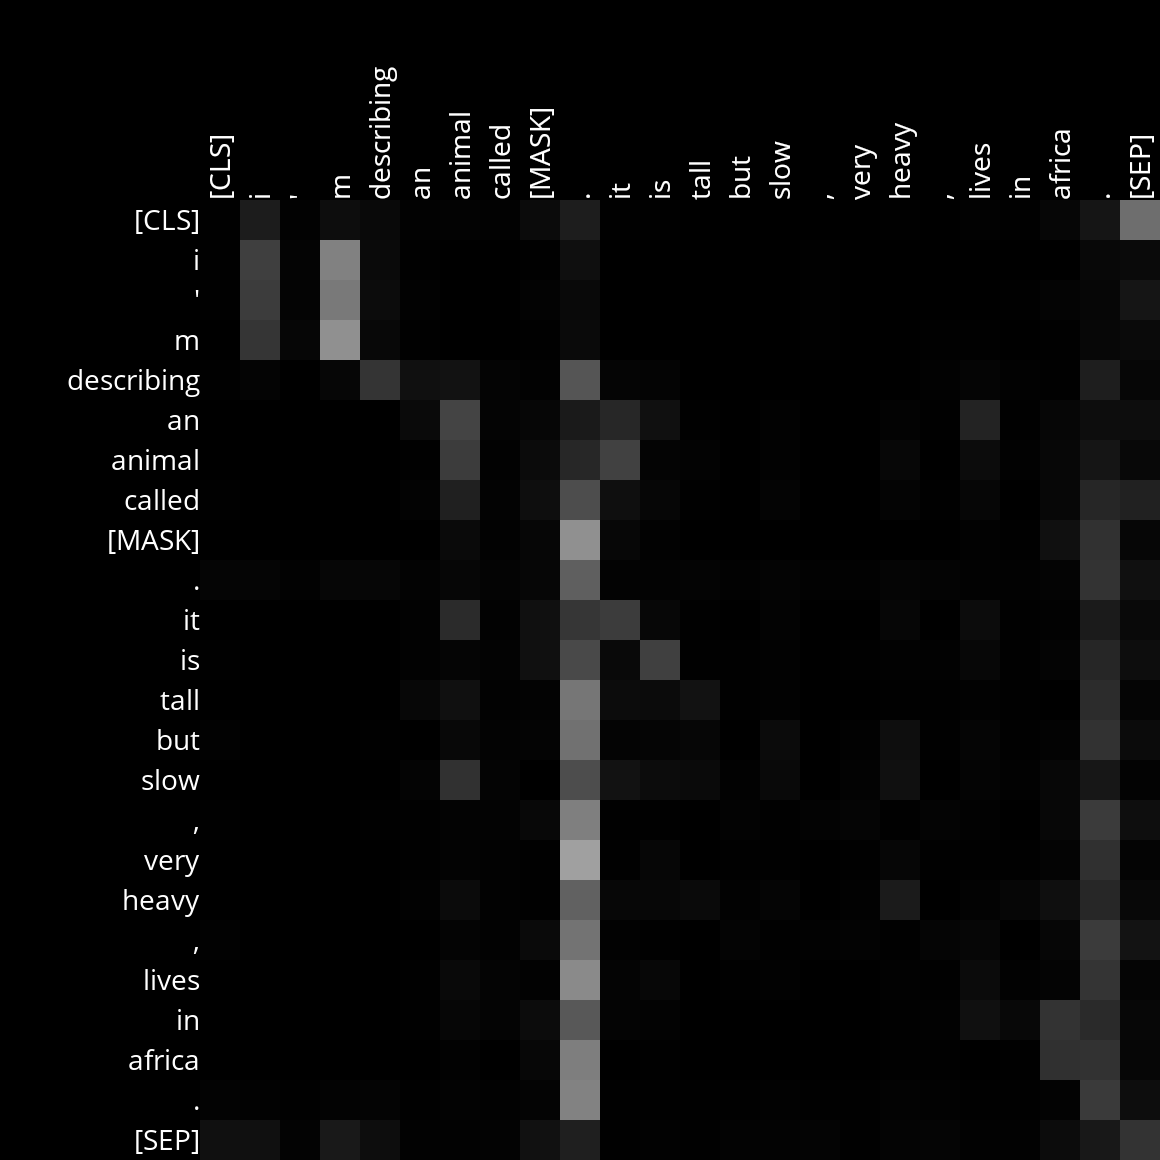 [CLS] i ' m describing an animal called [MASK] . it is tall but slow , very heavy , lives in africa . [SEP]
[CLS]
i
'
m
describing
an
animal
called
[MASK]
.
it
is
tall
but
slow
,
very
heavy
,
lives
in
africa
.
[SEP]